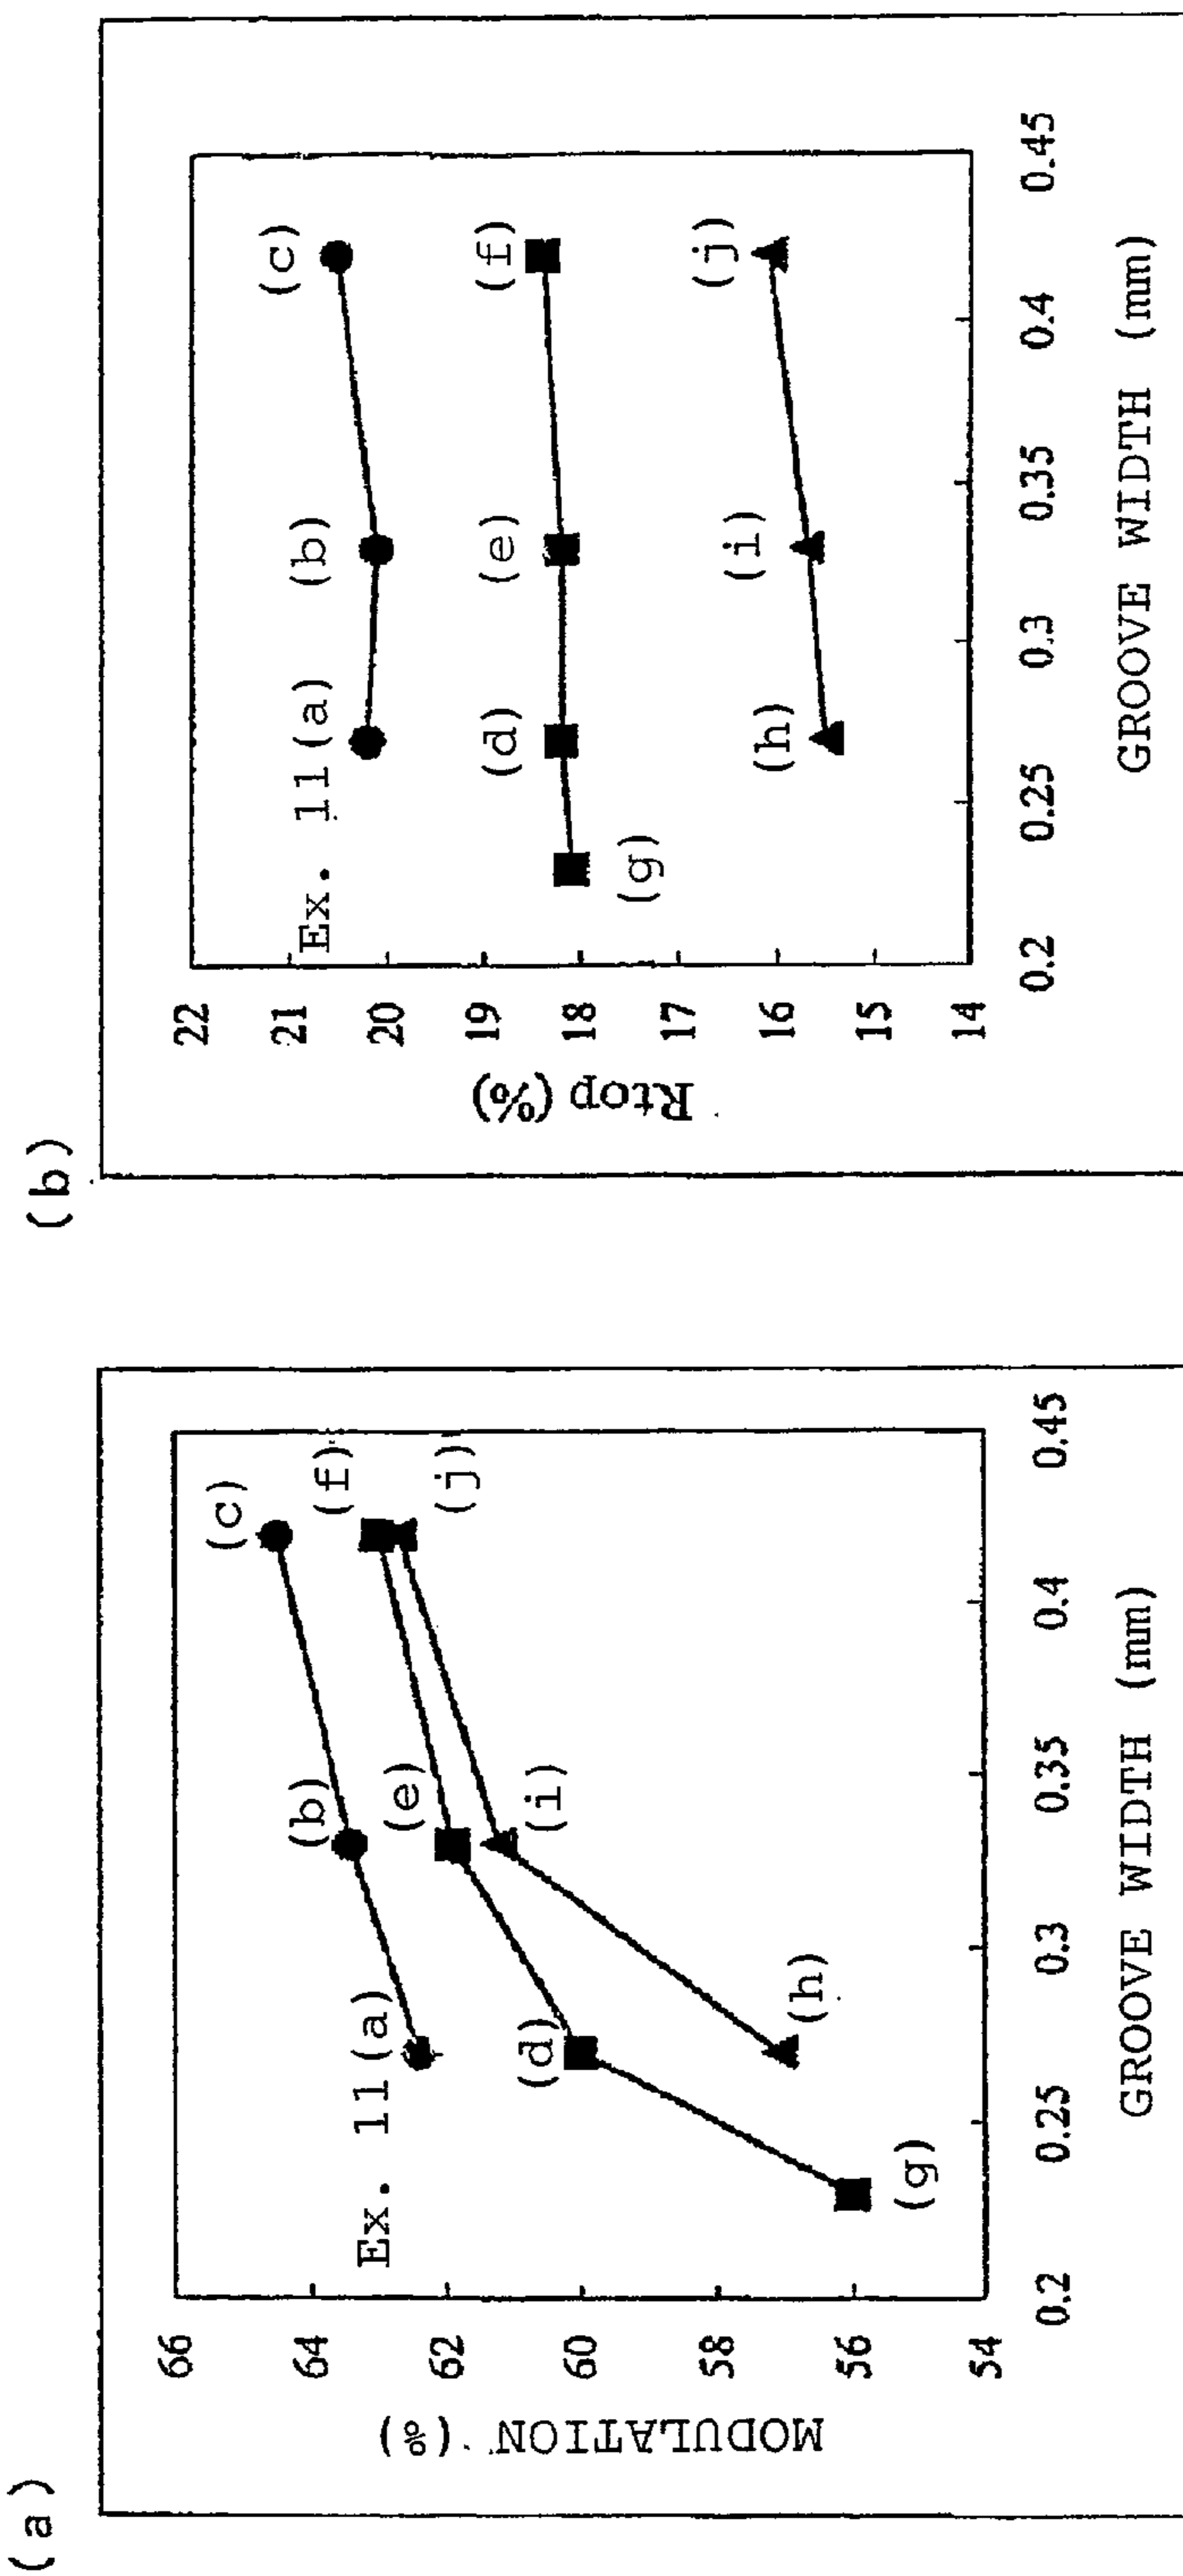 (a)
MODULATION (%)
66
64
62
60
58
56
54
0.2
0.25
0.3
0.35
0.4
0.45
GROOVE WIDTH (mm)
Ex. 11(a)
(b)
(c)
(d)
(e)
(f)
(g)
(h)
(i)
(j)
(b)
Rtop (%)
22
21
20
19
18
17
16
15
14
0.2
0.25
0.3
0.35
0.4
0.45
GROOVE WIDTH (mm)
Ex. 11(a)
(b)
(c)
(d)
(e)
(f)
(g)
(h)
(i)
(j)